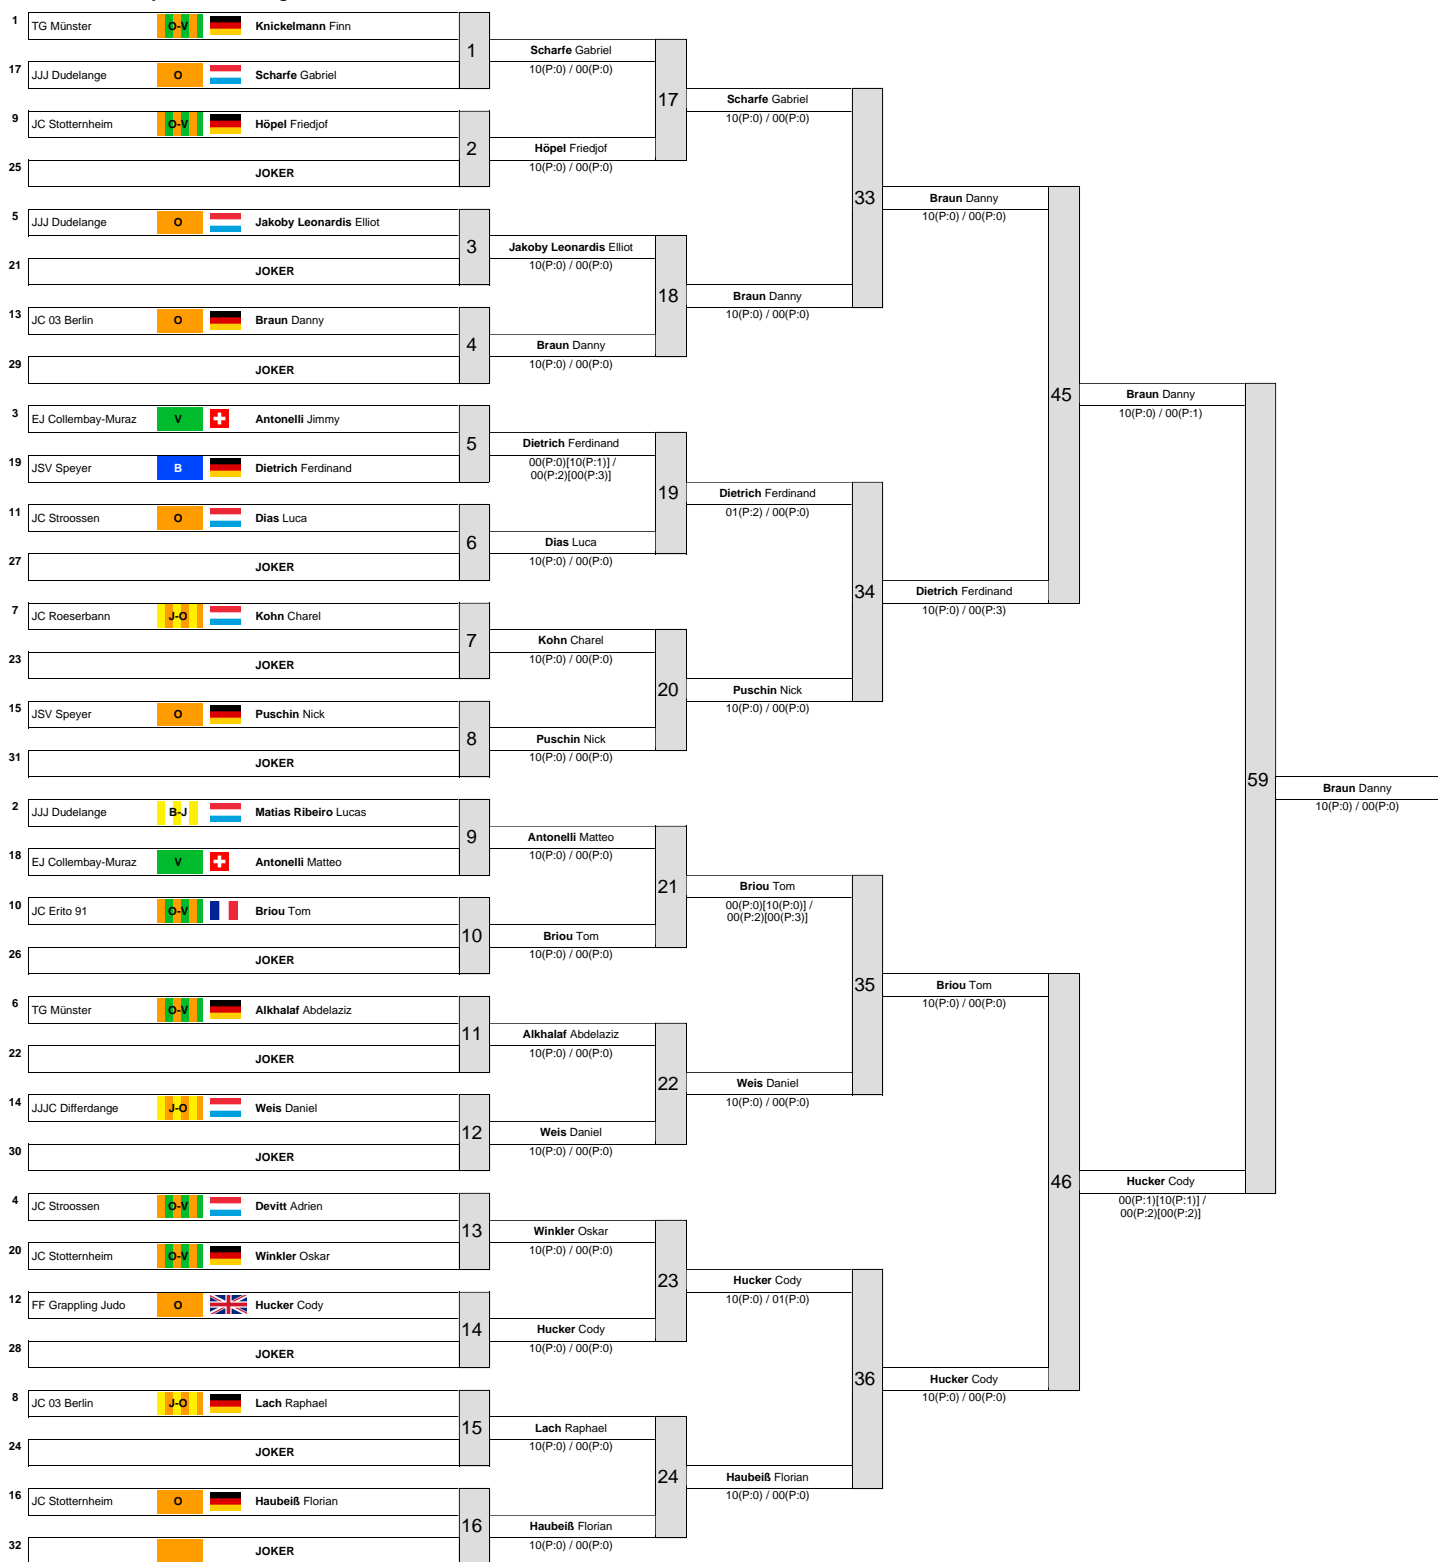 1 TG Münster O-V Knickelmann Finn
17 JJJ Dudelange O Scharfe Gabriel
1
Scharfe Gabriel
10(P:0) / 00(P:0)
9 JC Stotternheim O-V Höpel Friedjof
25 JOKER
2
Höpel Friedjof
10(P:0) / 00(P:0)
17
Scharfe Gabriel
10(P:0) / 00(P:0)
5 JJJ Dudelange O Jakoby Leonardis Elliot
21 JOKER
3
Jakoby Leonardis Elliot
10(P:0) / 00(P:0)
13 JC 03 Berlin O Braun Danny
29 JOKER
4
Braun Danny
10(P:0) / 00(P:0)
18
Braun Danny
10(P:0) / 00(P:0)
33
Braun Danny
10(P:0) / 00(P:0)
3 EJ Collembay-Muraz V Antonelli Jimmy
19 JSV Speyer B Dietrich Ferdinand
5
Dietrich Ferdinand
00(P:0)[10(P:1)] /
00(P:2)[00(P:3)]
11 JC Stroossen O Dias Luca
27 JOKER
6
Dias Luca
10(P:0) / 00(P:0)
19
Dietrich Ferdinand
01(P:2) / 00(P:0)
7 JC Roeserbann J-O Kohn Charel
23 JOKER
7
Kohn Charel
10(P:0) / 00(P:0)
15 JSV Speyer O Puschin Nick
31 JOKER
8
Puschin Nick
10(P:0) / 00(P:0)
20
Puschin Nick
10(P:0) / 00(P:0)
34
Dietrich Ferdinand
10(P:0) / 00(P:3)
45
Braun Danny
10(P:0) / 00(P:1)
2 JJJ Dudelange B-J Matias Ribeiro Lucas
18 EJ Collembay-Muraz V Antonelli Matteo
9
Antonelli Matteo
10(P:0) / 00(P:0)
10 JC Erito 91 O-V Briou Tom
26 JOKER
10
Briou Tom
10(P:0) / 00(P:0)
21
Briou Tom
00(P:0)[10(P:0)] /
00(P:2)[00(P:3)]
6 TG Münster O-V Alkhalaf Abdelaziz
22 JOKER
11
Alkhalaf Abdelaziz
10(P:0) / 00(P:0)
14 JJJC Differdange J-O Weis Daniel
30 JOKER
12
Weis Daniel
10(P:0) / 00(P:0)
22
Weis Daniel
10(P:0) / 00(P:0)
35
Briou Tom
10(P:0) / 00(P:0)
4 JC Stroossen O-V Devitt Adrien
20 JC Stotternheim O-V Winkler Oskar
13
Winkler Oskar
10(P:0) / 00(P:0)
12 FF Grappling Judo O Hucker Cody
28 JOKER
14
Hucker Cody
10(P:0) / 00(P:0)
23
Hucker Cody
10(P:0) / 01(P:0)
8 JC 03 Berlin J-O Lach Raphael
24 JOKER
15
Lach Raphael
10(P:0) / 00(P:0)
16 JC Stotternheim O Haubeiß Florian
32 JOKER
16
Haubeiß Florian
10(P:0) / 00(P:0)
24
Haubeiß Florian
10(P:0) / 00(P:0)
36
Hucker Cody
10(P:0) / 00(P:0)
46
Hucker Cody
00(P:1)[10(P:1)] /
00(P:2)[00(P:2)]
59
Braun Danny
10(P:0) / 00(P:0)